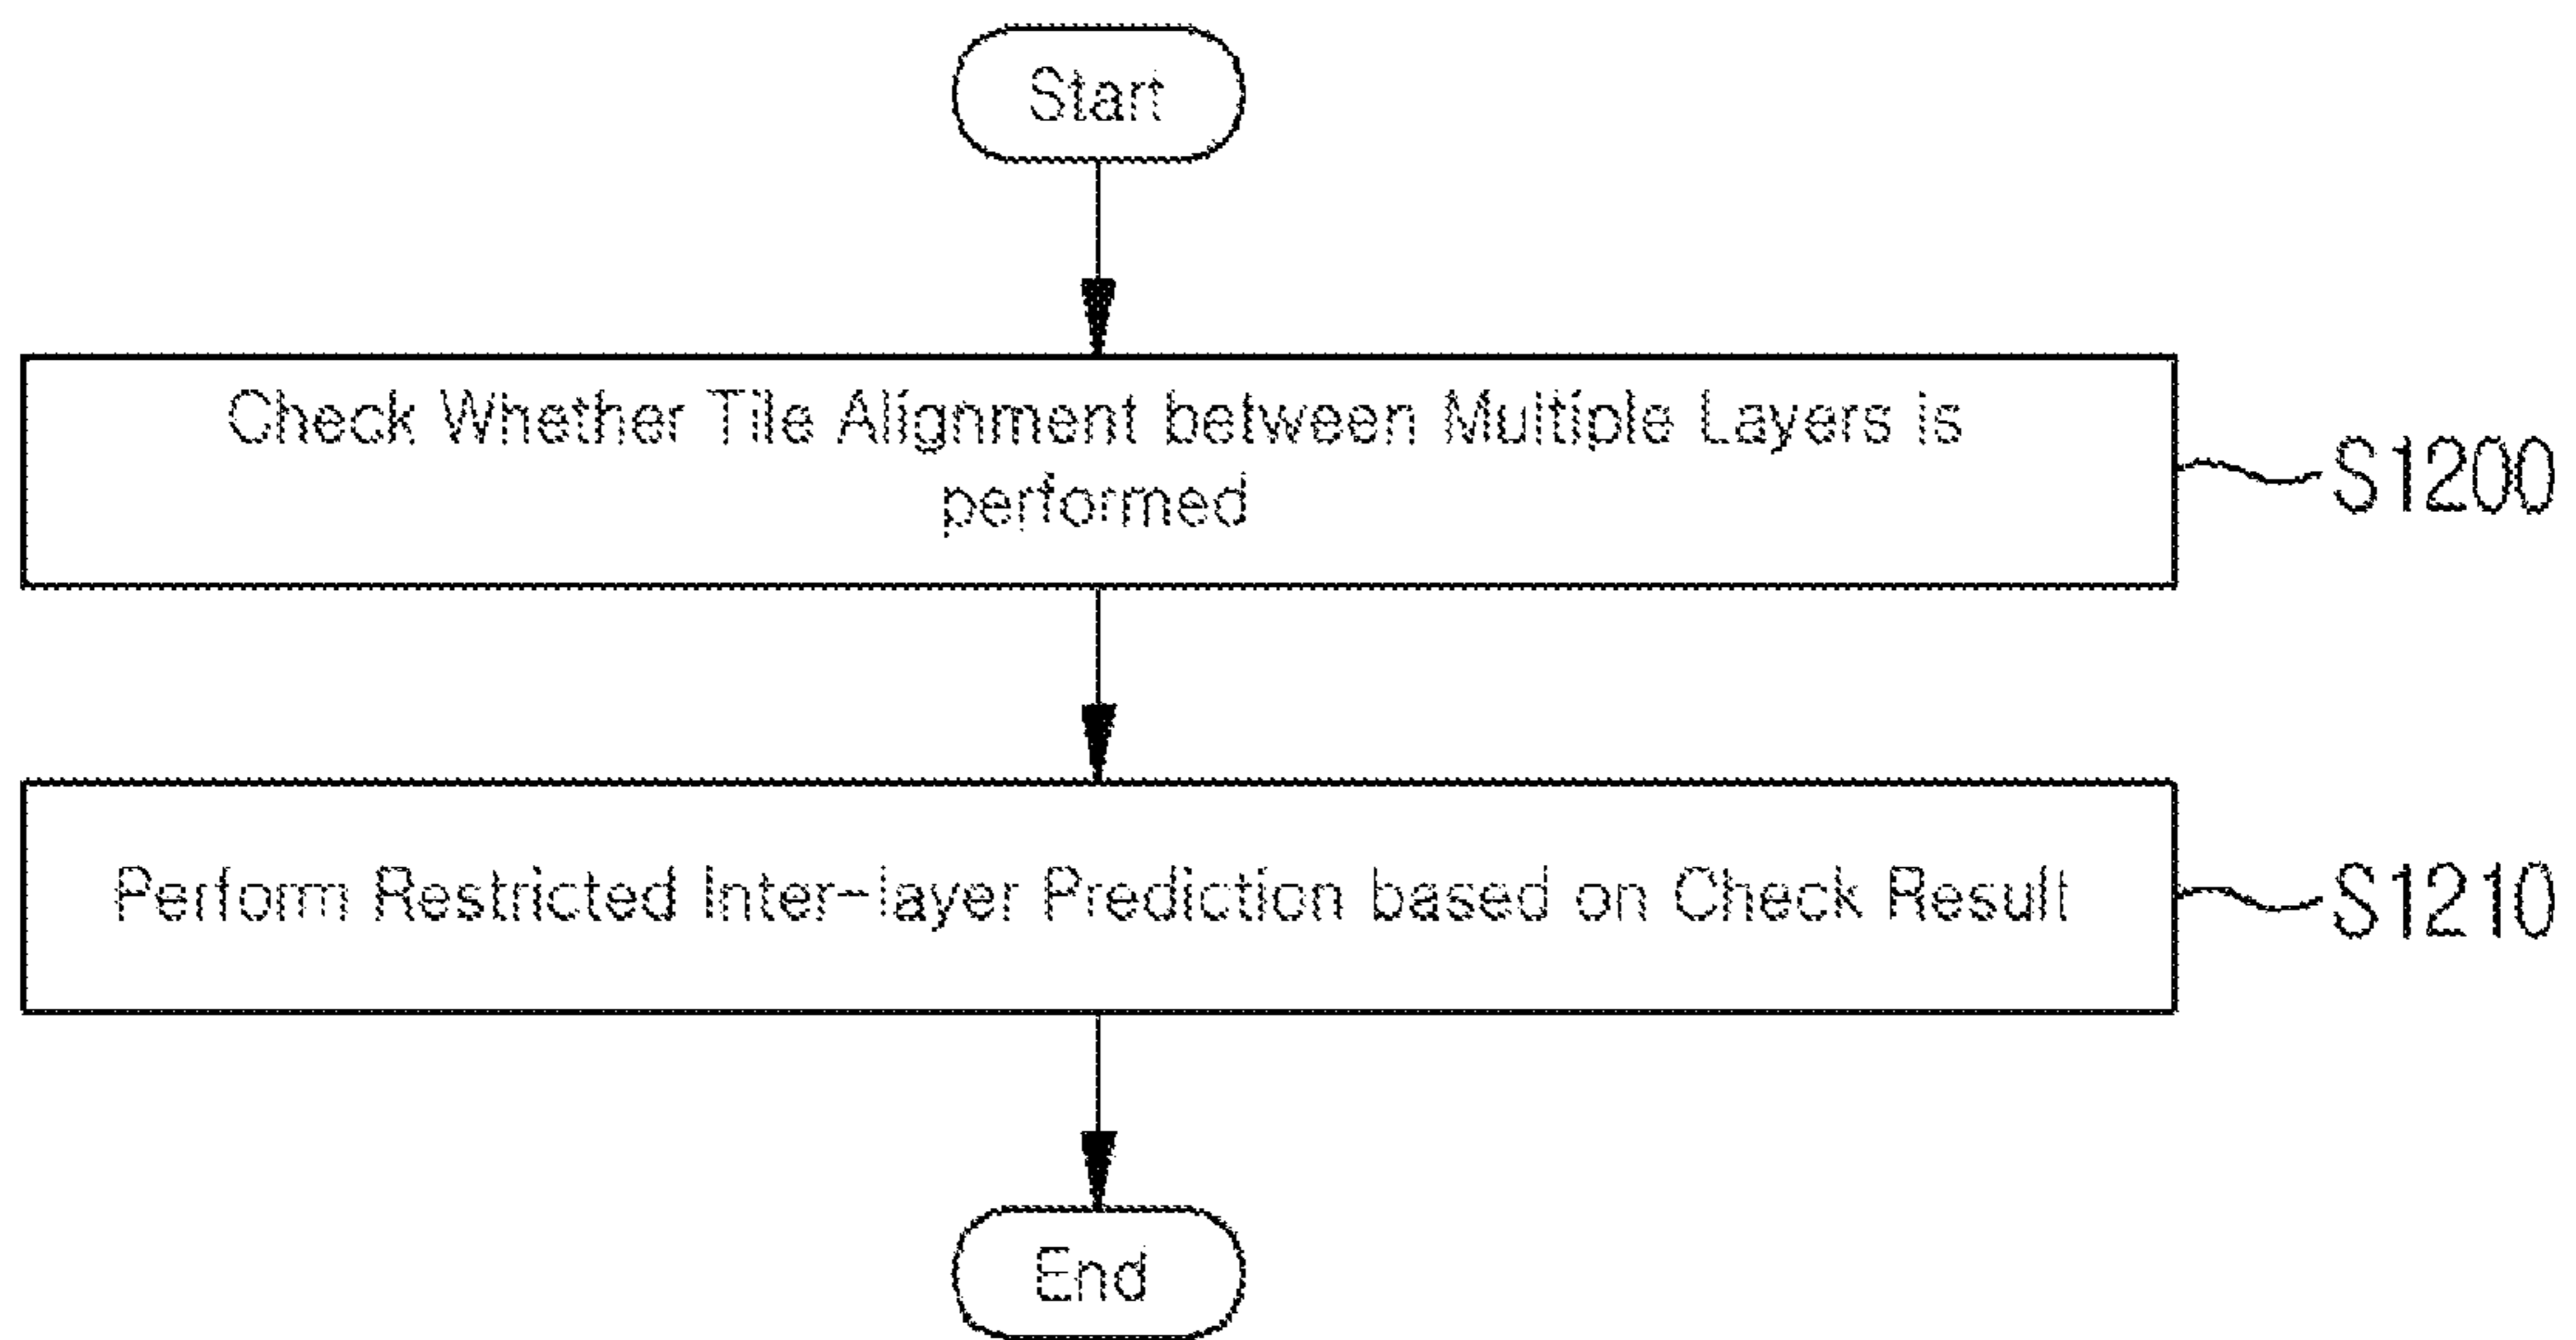 Start
Check Whether Tile Alignment between Multiple Layers is
performed
S1200
Perform Restricted Inter-layer Prediction based on Check Result
S1210
End